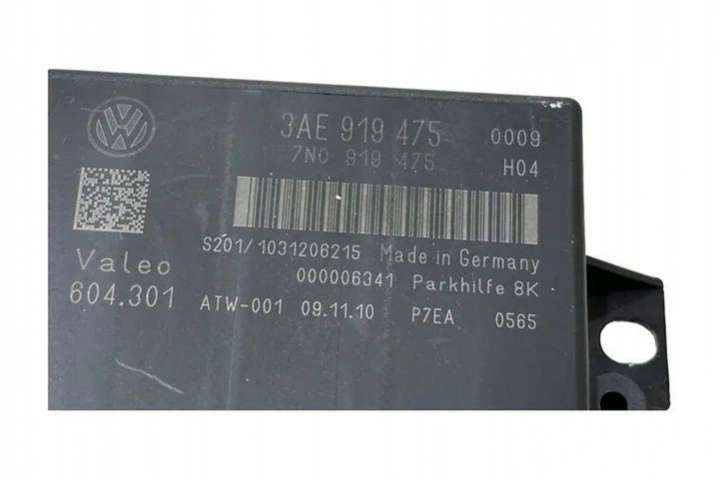 3AE 919 475 0009
7N0 919 475 H04
S201/1031206215 Made in Germany
Valeo 000006341 Parkhilfe 8K
604.301 ATW-001 09.11.10 P7EA 0565